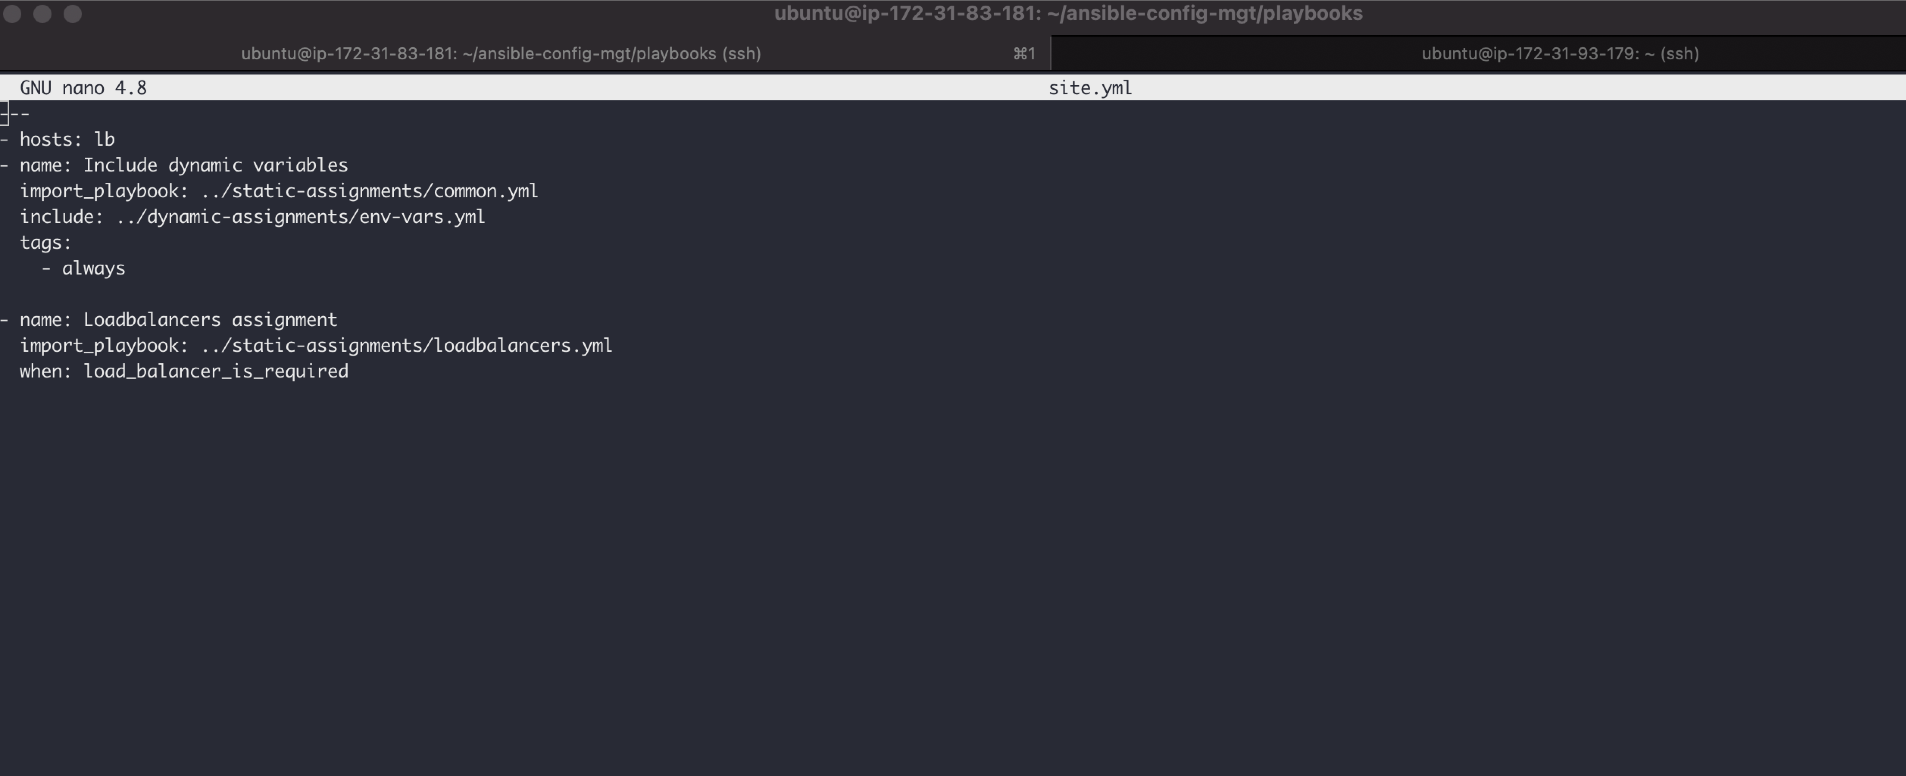 ubuntu@ip-172-31-83-181: ~/ansible-config-mgt/playbooks
ubuntu@ip-172-31-83-181: ~/ansible-config-mgt/playbooks (ssh) ⌘1 ubuntu@ip-172-31-93-179: ~ (ssh)
GNU nano 4.8 site.yml
---
- hosts: lb
- name: Include dynamic variables
  import_playbook: ../static-assignments/common.yml
  include: ../dynamic-assignments/env-vars.yml
  tags:
    - always

- name: Loadbalancers assignment
  import_playbook: ../static-assignments/loadbalancers.yml
  when: load_balancer_is_required